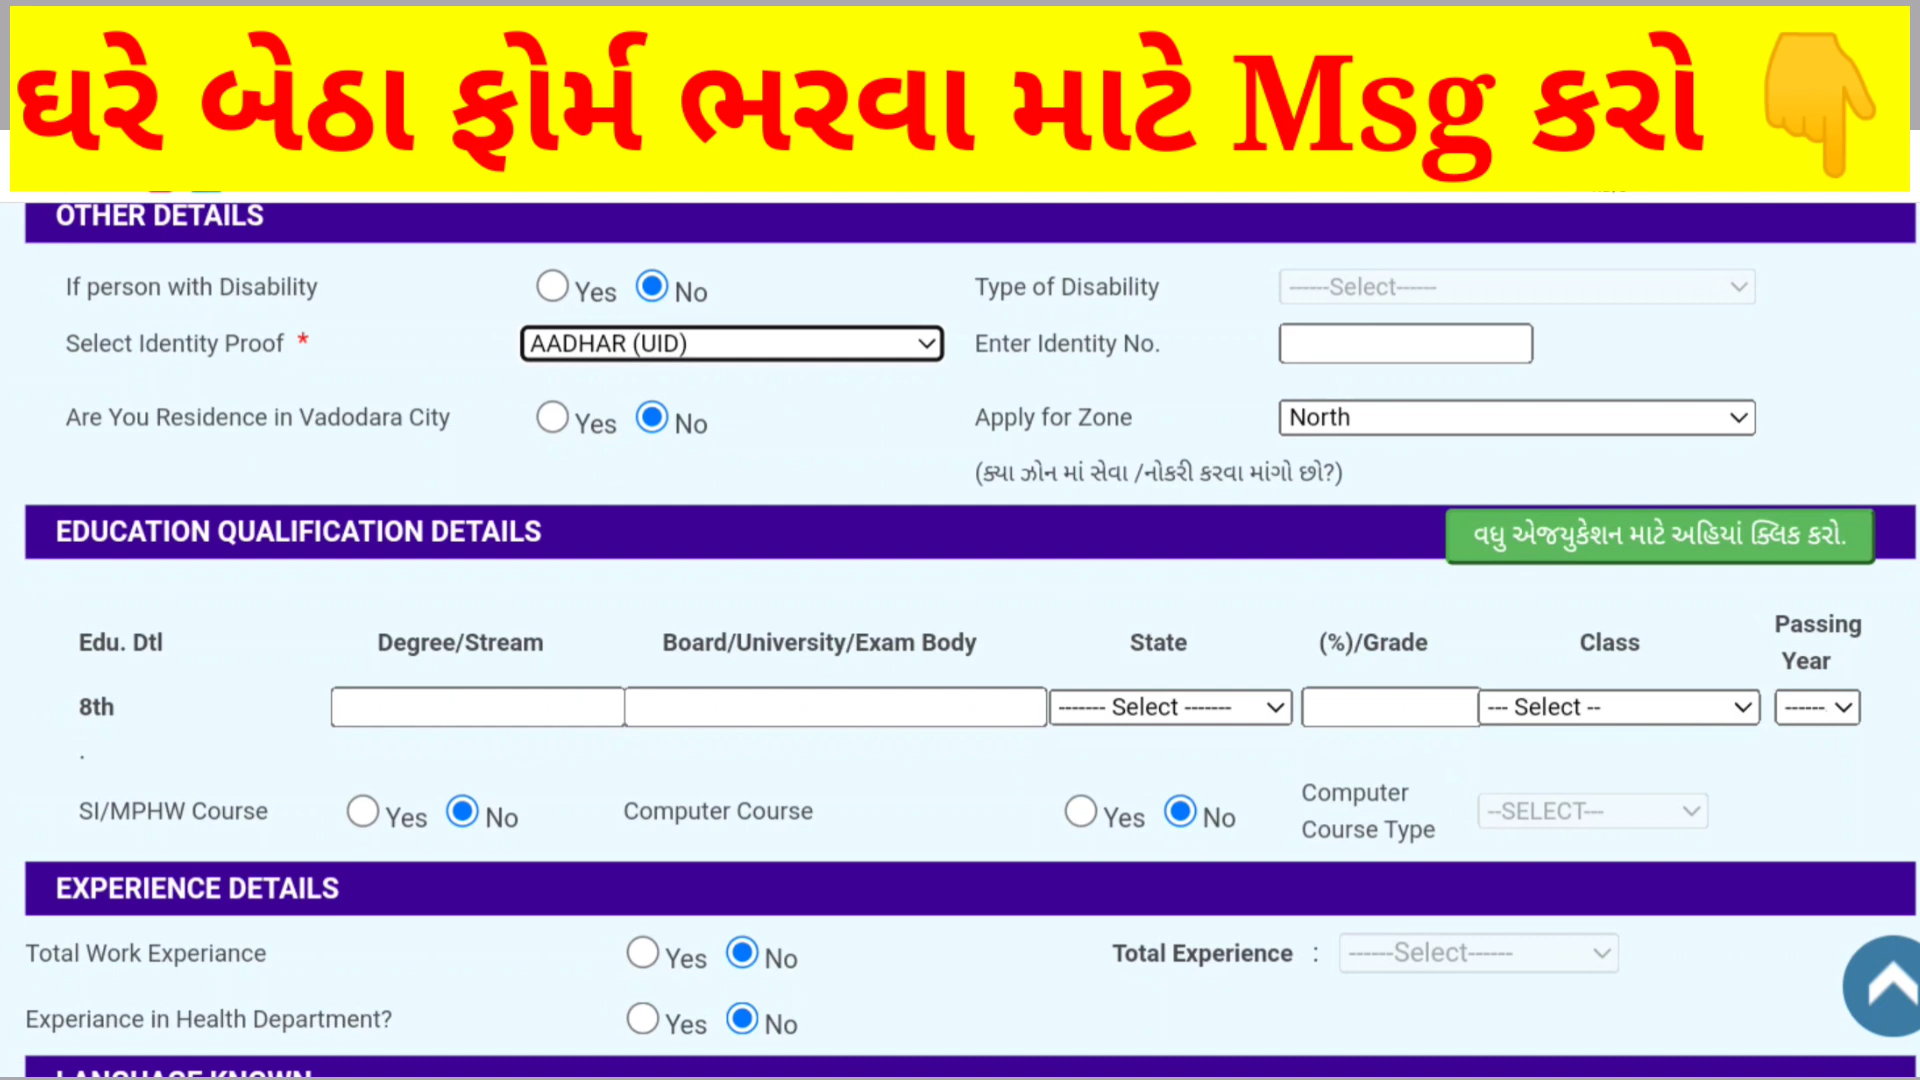 ઘરે બેઠા ફોર્મ ભરવા માટે Msg કરો
OTHER DETAILS
If person with Disability Yes No Type of Disability ------Select------
Select Identity Proof * AADHAR (UID) Enter Identity No.
Are You Residence in Vadodara City Yes No Apply for Zone North
(ક્યા ઝોન માં સેવા /નોકરી કરવા માંગો છો?)
EDUCATION QUALIFICATION DETAILS વધુ એજયુકેશન માટે અહિયાં ક્લિક કરો.
Edu. Dtl Degree/Stream Board/University/Exam Body State (%)/Grade Class Passing Year
8th ------- Select ------- --- Select -- ------
.
SI/MPHW Course Yes No Computer Course Yes No Computer Course Type --SELECT---
EXPERIENCE DETAILS
Total Work Experiance Yes No Total Experience : ------Select------
Experiance in Health Department? Yes No
LANGUAGE KNOWN